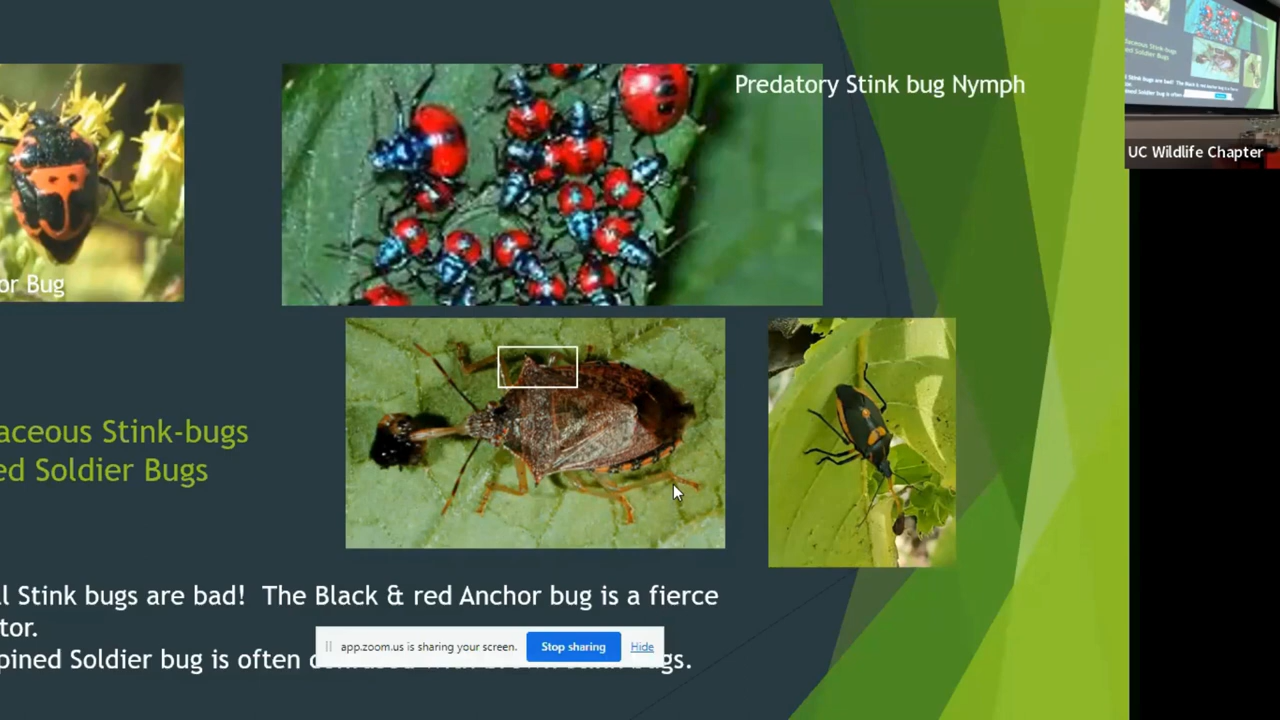 Predatory Stink bug Nymph
UC Wildlife Chapter
or Bug
aceous Stink-bugs
ed Soldier Bugs
l Stink bugs are bad! The Black & red Anchor bug is a fierce
tor.
app.zoom.us is sharing your screen. Stop sharing Hide
pined Soldier bug is often gs.